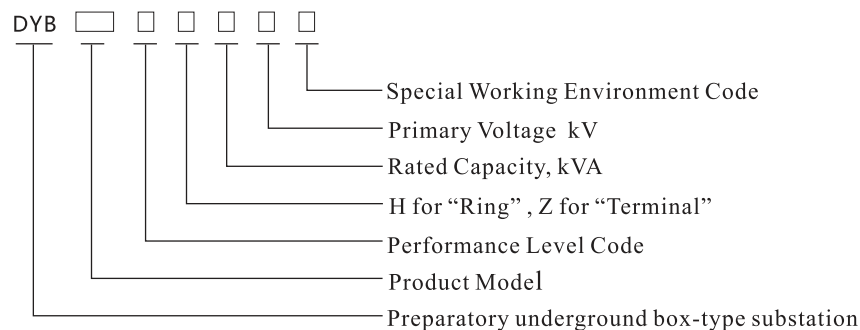 DYB □ □ □ □ □ □
Special Working Environment Code
Primary Voltage kV
Rated Capacity, kVA
H for “Ring” , Z for “Terminal”
Performance Level Code
Product Model
Preparatory underground box-type substation